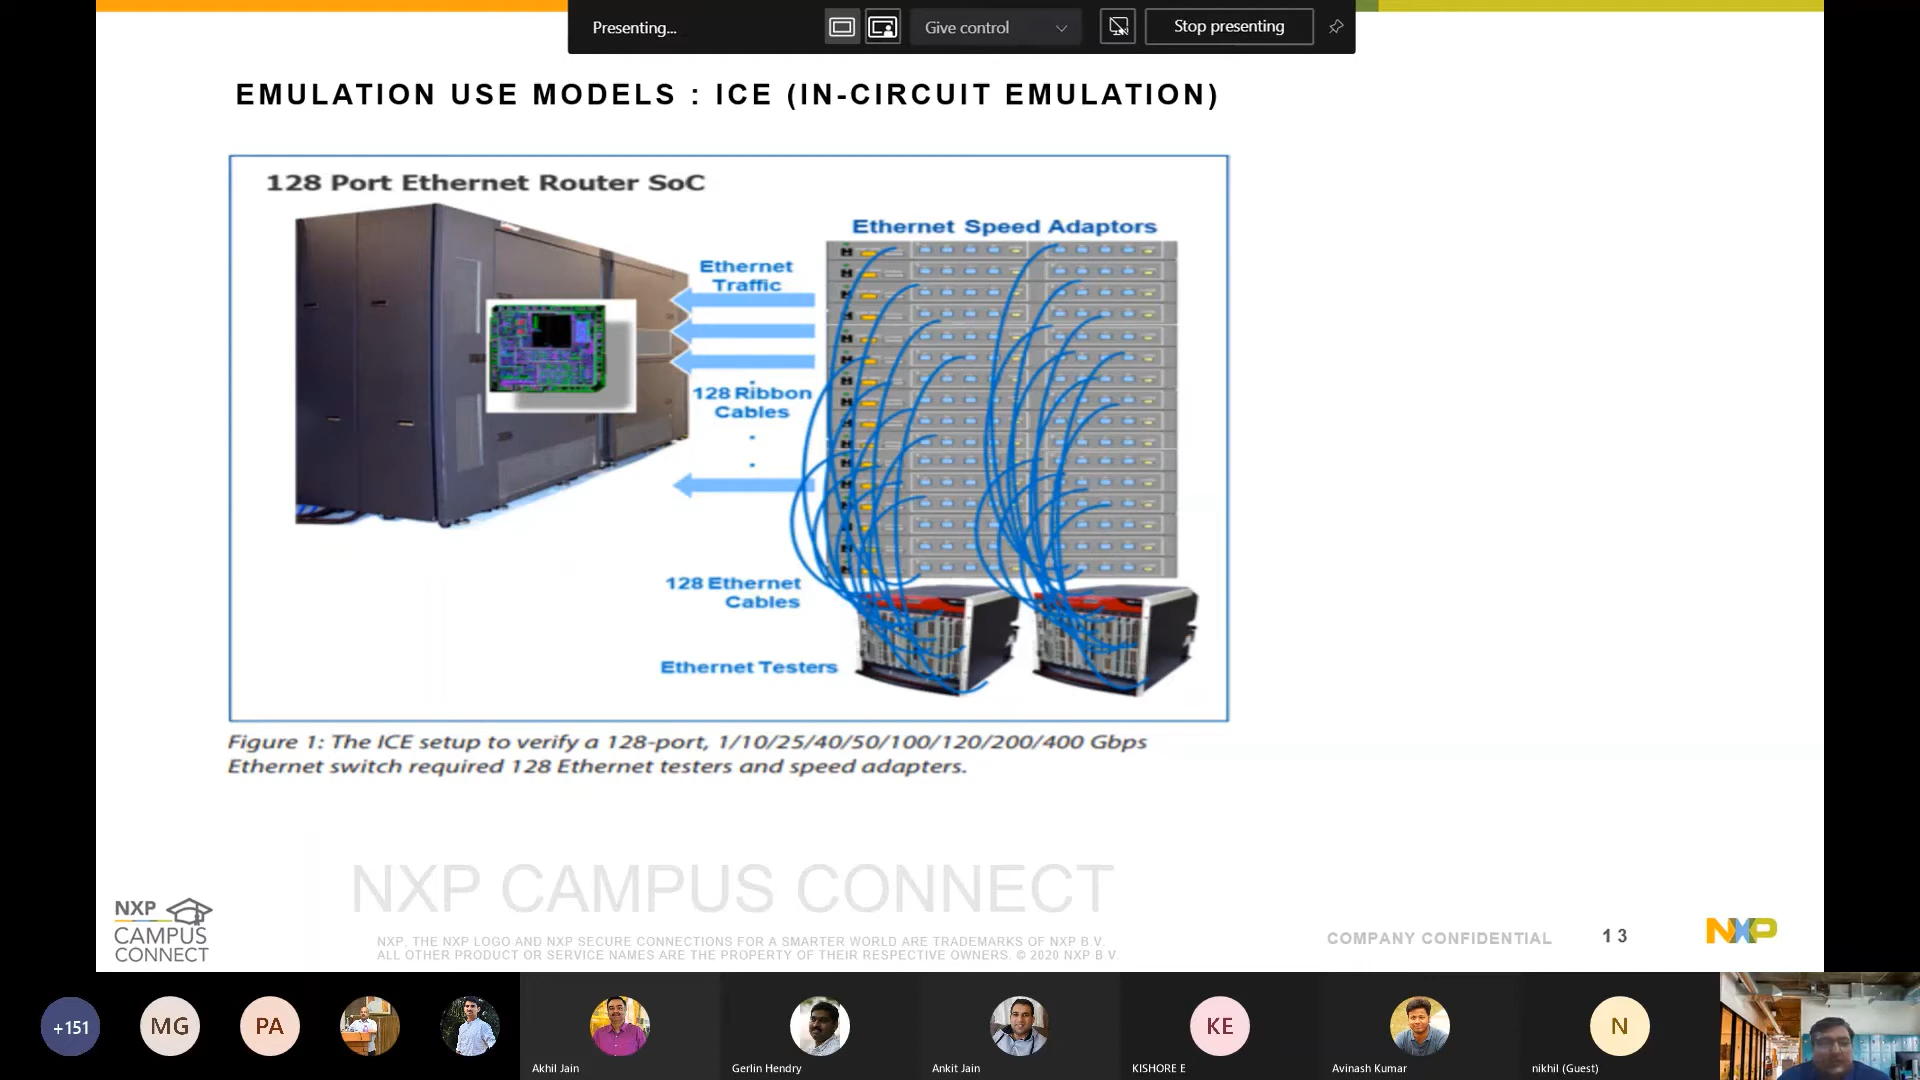 Presenting...
Give control
Stop presenting
EMULATION USE MODELS : ICE (IN-CIRCUIT EMULATION)
128 Port Ethernet Router SoC
Ethernet Speed Adaptors
Ethernet
Traffic
128 Ribbon
Cables
128 Ethernet
Cables
Ethernet Testers
Figure 1: The ICE setup to verify a 128-port, 1/10/25/40/50/100/120/200/400 Gbps
Ethernet switch required 128 Ethernet testers and speed adapters.
NXP CAMPUS CONNECT
NXP
CAMPUS
CONNECT
NXP, THE NXP LOGO AND NXP SECURE CONNECTIONS FOR A SMARTER WORLD ARE TRADEMARKS OF NXP B.V.
ALL OTHER PRODUCT OR SERVICE NAMES ARE THE PROPERTY OF THEIR RESPECTIVE OWNERS. © 2020 NXP B.V.
COMPANY CONFIDENTIAL
13
NXP
+151
MG
PA
KE
N
Akhil Jain
Gerlin Hendry
Ankit Jain
KISHORE E
Avinash Kumar
nikhil (Guest)